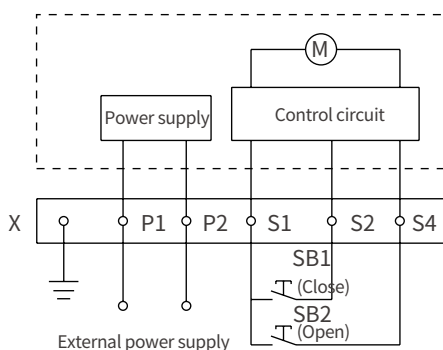 M
Power supply
Control circuit
X P1 P2 S1 S2 S4
SB1
(Close)
SB2
(Open)
External power supply